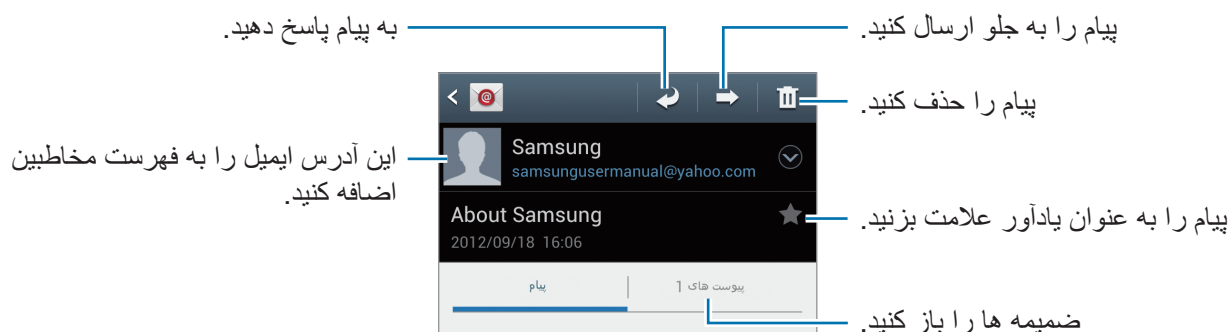 به پیام پاسخ دهید.
پیام را به جلو ارسال کنید.
پیام را حذف کنید.
Samsung
samsungusermanual@yahoo.com
این آدرس ایمیل را به فهرست مخاطبین
اضافه کنید.
About Samsung
2012/09/18 16:06
پیام را به عنوان یادآور علامت بزنید.
پیوست های 1
پیام
ضمیمه ها را باز کنید.